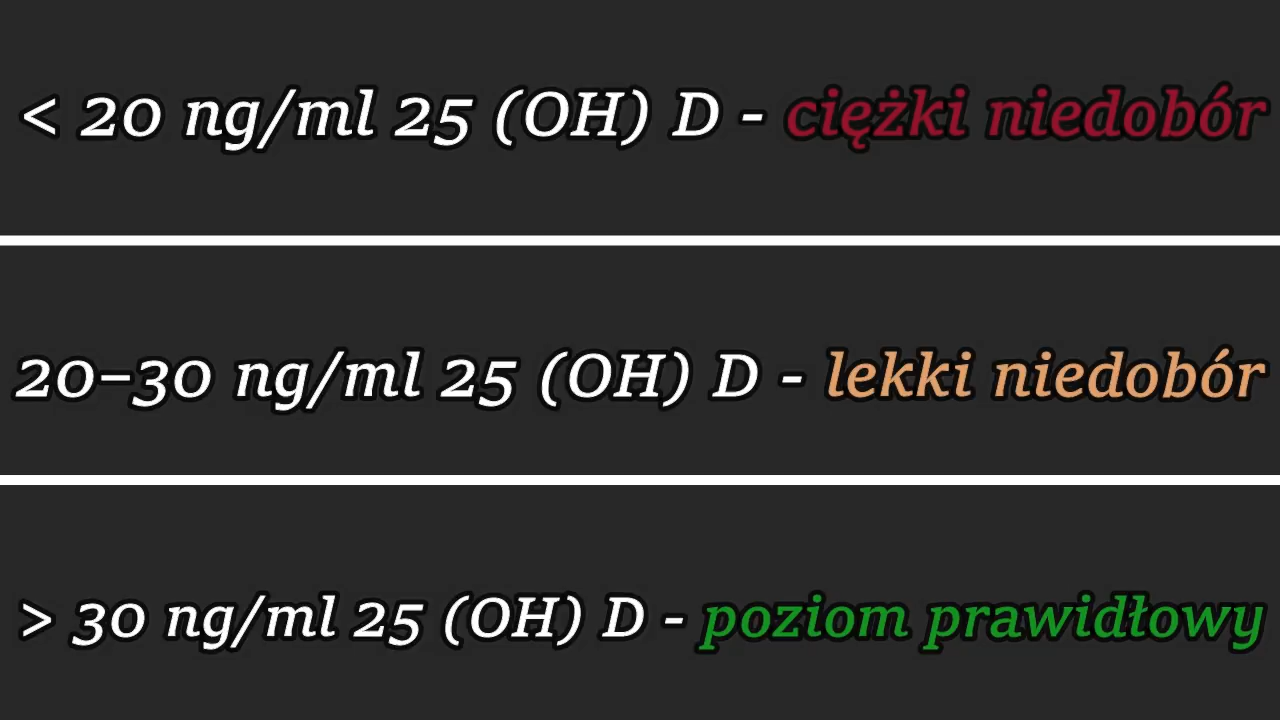 < 20 ng/ml 25 (OH) D - ciężki niedobór
20–30 ng/ml 25 (OH) D - lekki niedobór
> 30 ng/ml 25 (OH) D - poziom prawidłowy